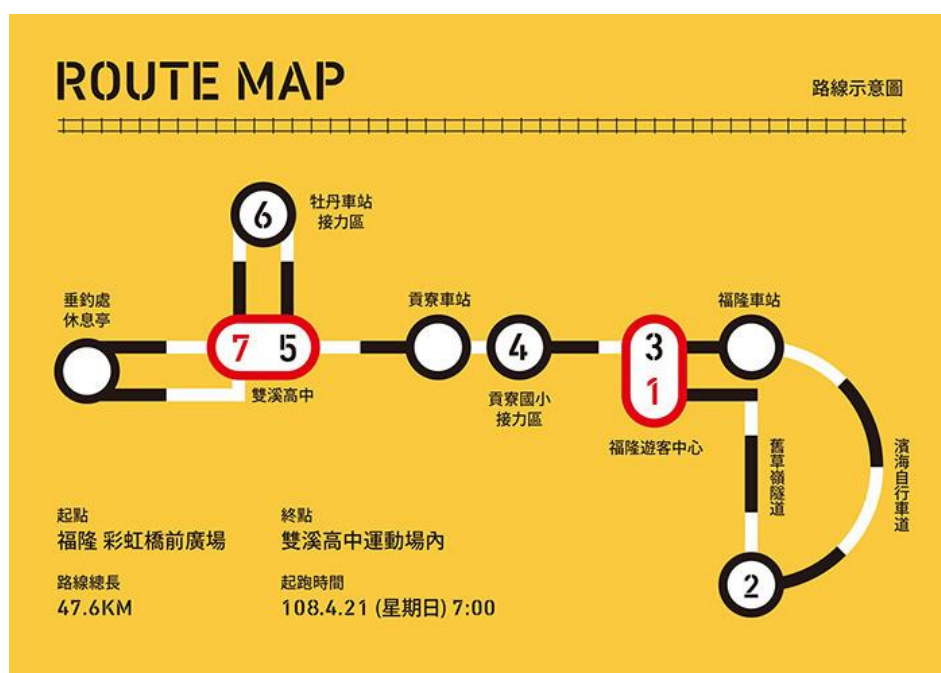 ROUTE MAP
路線示意圖
6
牡丹車站
接力區
垂釣處
休息亭
7 5
雙溪高中
貢寮車站
4
貢寮國小
接力區
3
1
福隆遊客中心
福隆車站
舊草嶺隧道
濱海自行車道
2
起點
福隆 彩虹橋前廣場
終點
雙溪高中運動場內
路線總長
47.6KM
起跑時間
108.4.21 (星期日) 7:00